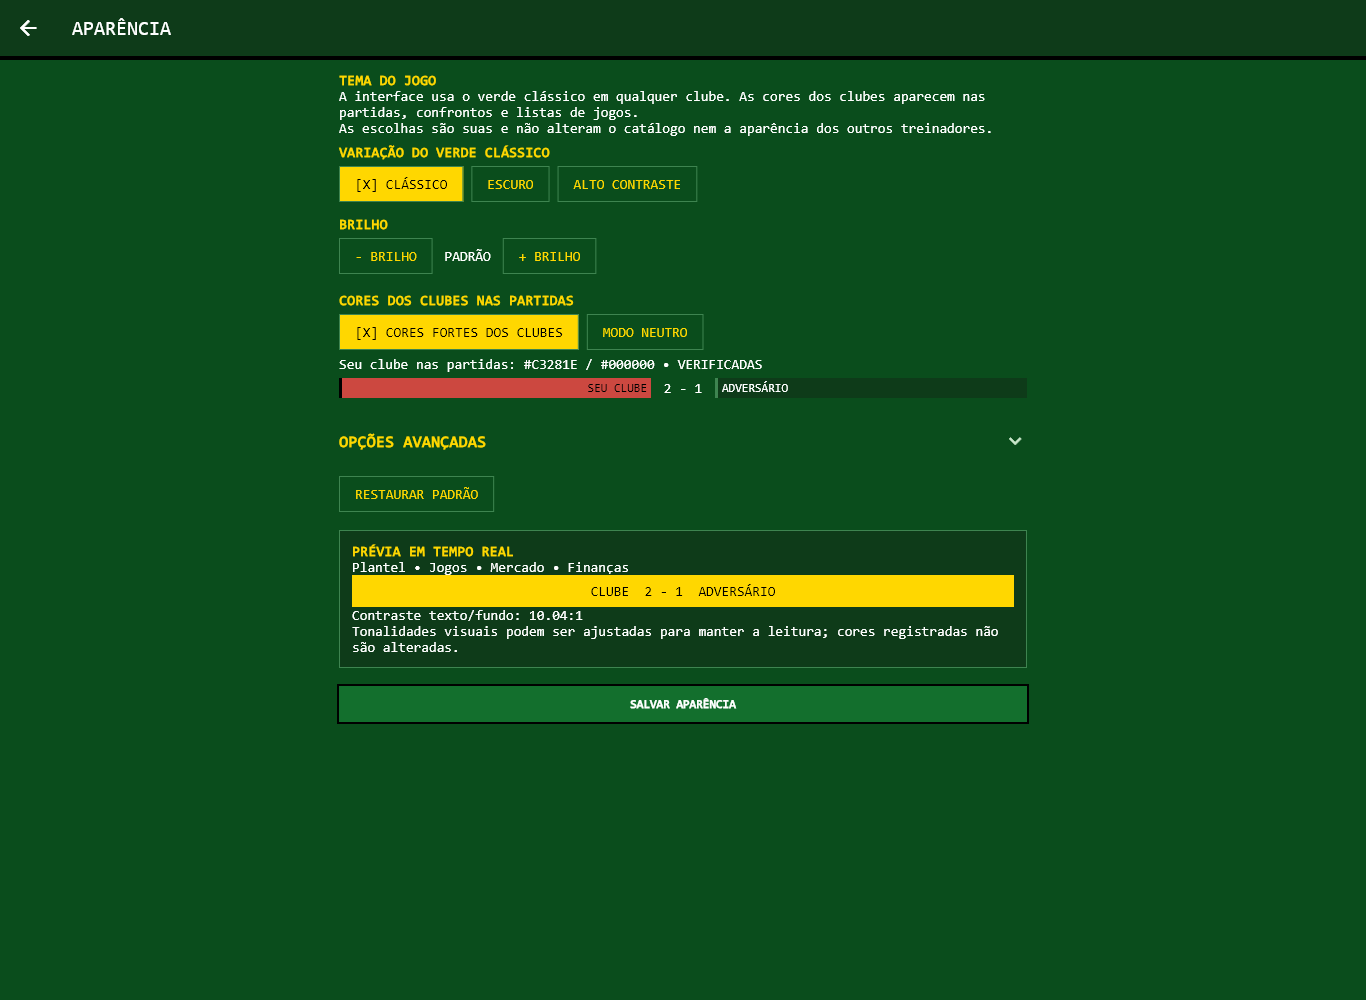 APARÊNCIA
TEMA DO JOGO
A interface usa o verde clássico em qualquer clube. As cores dos clubes aparecem nas
partidas, confrontos e listas de jogos.
As escolhas são suas e não alteram o catálogo nem a aparência dos outros treinadores.
VARIAÇÃO DO VERDE CLÁSSICO
[X] CLÁSSICO ESCURO ALTO CONTRASTE
BRILHO
- BRILHO PADRÃO + BRILHO
CORES DOS CLUBES NAS PARTIDAS
[X] CORES FORTES DOS CLUBES MODO NEUTRO
Seu clube nas partidas: #C3281E / #000000 • VERIFICADAS
SEU CLUBE 2 - 1 ADVERSÁRIO
OPÇÕES AVANÇADAS
RESTAURAR PADRÃO
PRÉVIA EM TEMPO REAL
Plantel • Jogos • Mercado • Finanças
CLUBE 2 - 1 ADVERSÁRIO
Contraste texto/fundo: 10.04:1
Tonalidades visuais podem ser ajustadas para manter a leitura; cores registradas não
são alteradas.
SALVAR APARÊNCIA